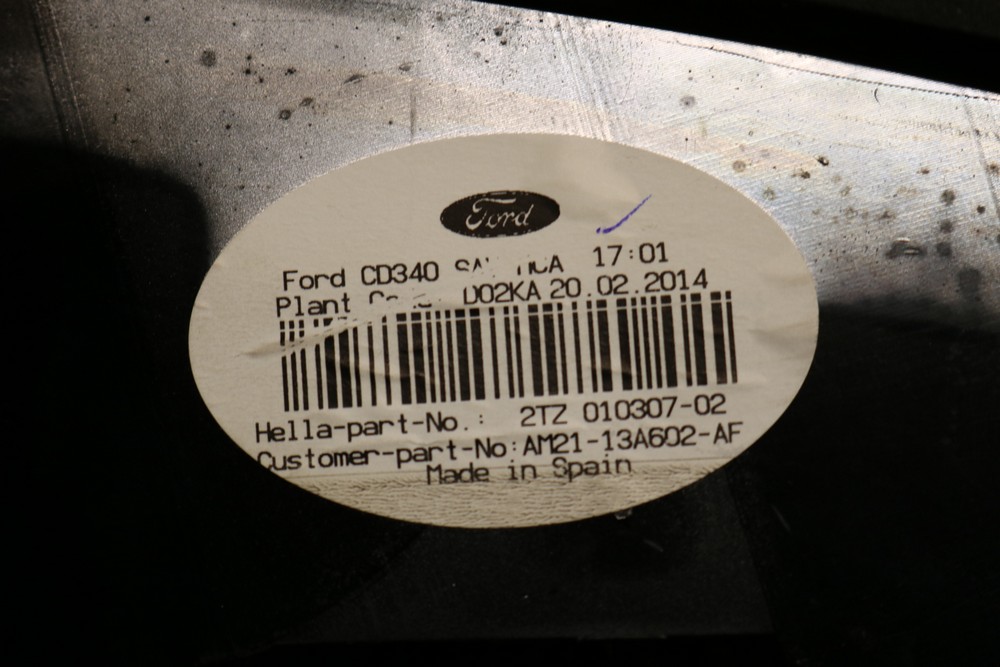 Ford
Ford CD340 17:01
Plant D02KA 20.02.2014
Hella-part-No.: 2TZ 010307-02
Customer-part-No:AM21-13A602-AF
Made in Spain